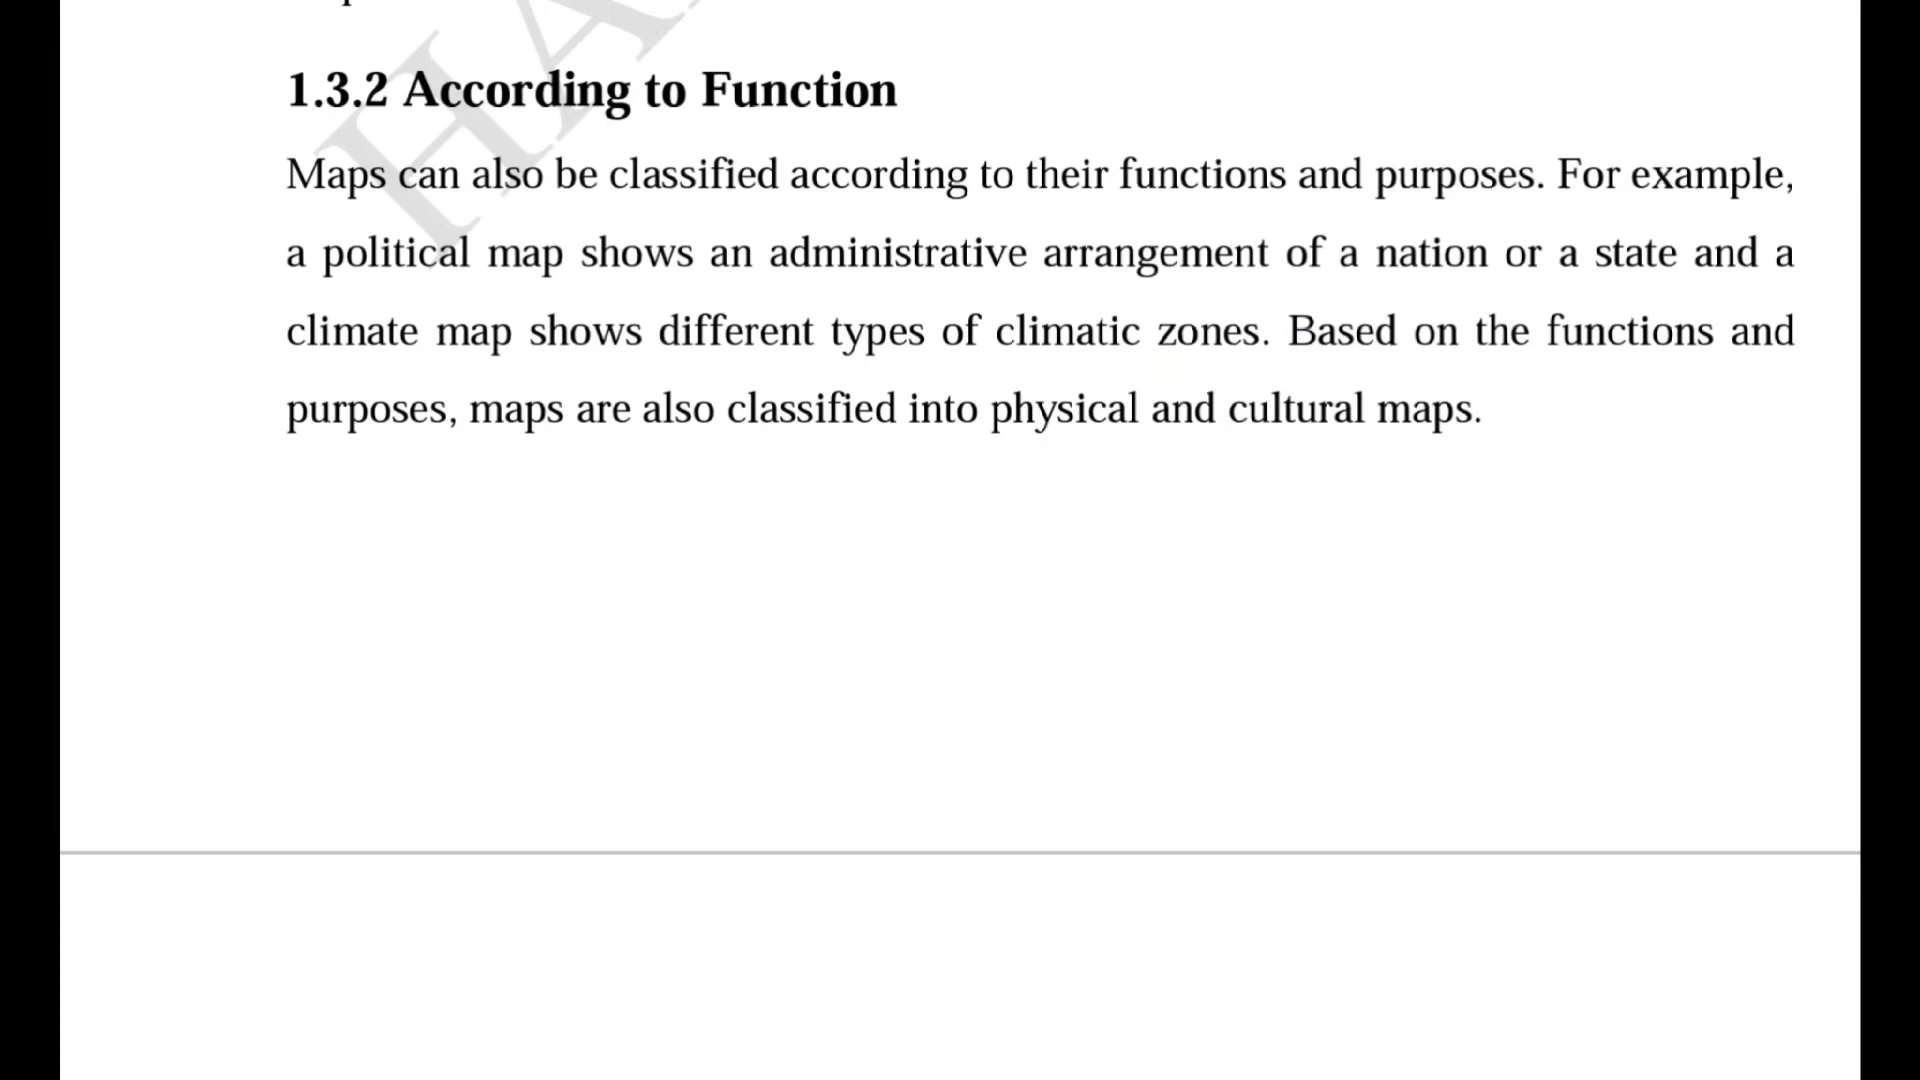 1.3.2 According to Function
Maps can also be classified according to their functions and purposes. For example,
a political map shows an administrative arrangement of a nation or a state and a
climate map shows different types of climatic zones. Based on the functions and
purposes, maps are also classified into physical and cultural maps.